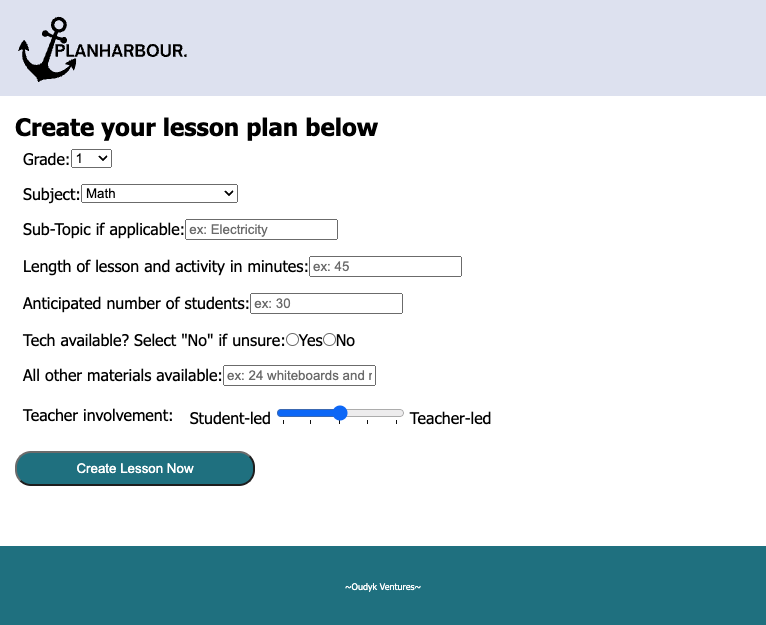 PLANHARBOUR.
Create your lesson plan below
Grade: 1
Subject: Math
Sub-Topic if applicable: ex: Electricity
Length of lesson and activity in minutes: ex: 45
Anticipated number of students: ex: 30
Tech available? Select "No" if unsure: Yes No
All other materials available: ex: 24 whiteboards and
Teacher involvement: Student-led Teacher-led
Create Lesson Now
~Oudyk Ventures~